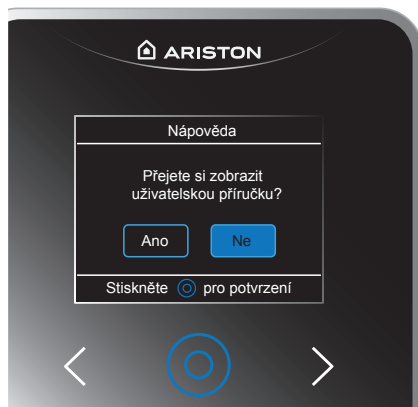 ARISTON
Nápověda
Přejete si zobrazit
uživatelskou příručku?
Ano Ne
Stiskněte pro potvrzení